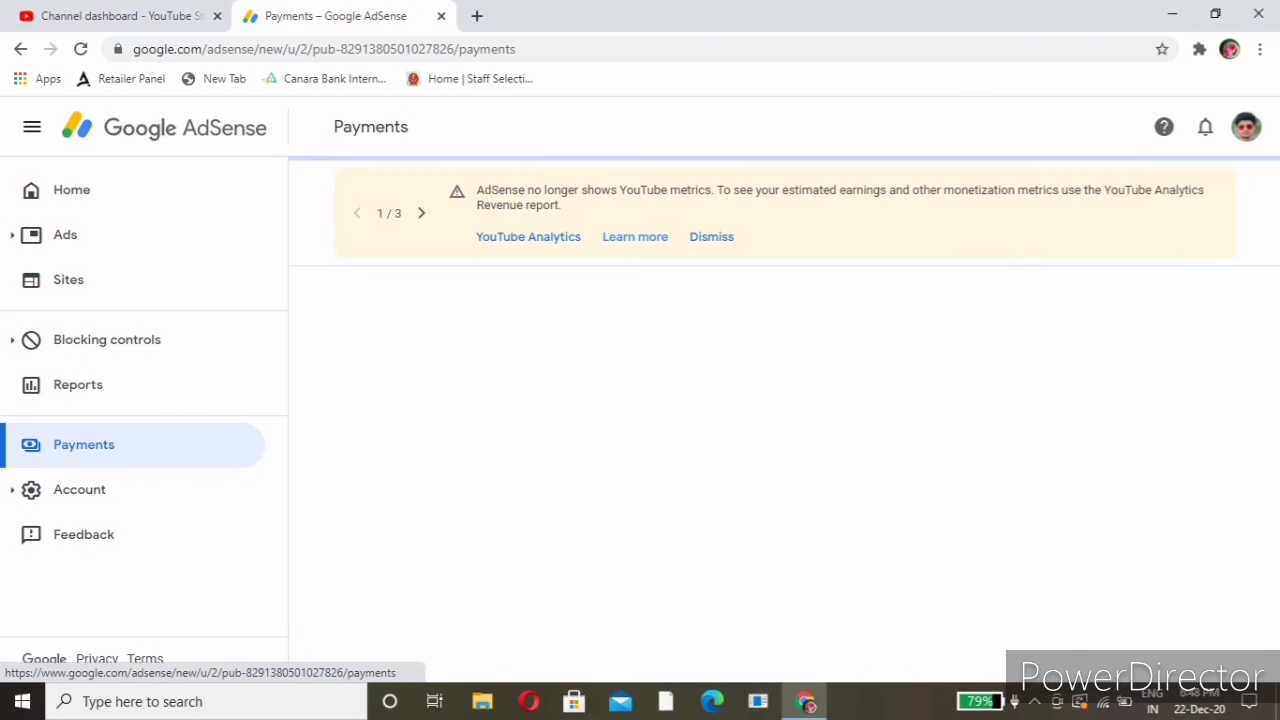 Channel dashboard - YouTube St
Payments – Google AdSense
google.com/adsense/new/u/2/pub-8291380501027826/payments
Apps
Retailer Panel
New Tab
Canara Bank Intern...
Home | Staff Selecti...
Google AdSense
Payments
Home
Ads
Sites
Blocking controls
Reports
Payments
Account
Feedback
1 / 3
AdSense no longer shows YouTube metrics. To see your estimated earnings and other monetization metrics use the YouTube Analytics
Revenue report.
YouTube Analytics Learn more Dismiss
Google Privacy Terms
https://www.google.com/adsense/new/u/2/pub-8291380501027826/payments
PowerDirector
Type here to search
79%
ENG
IN
6:48 PM
22-Dec-20